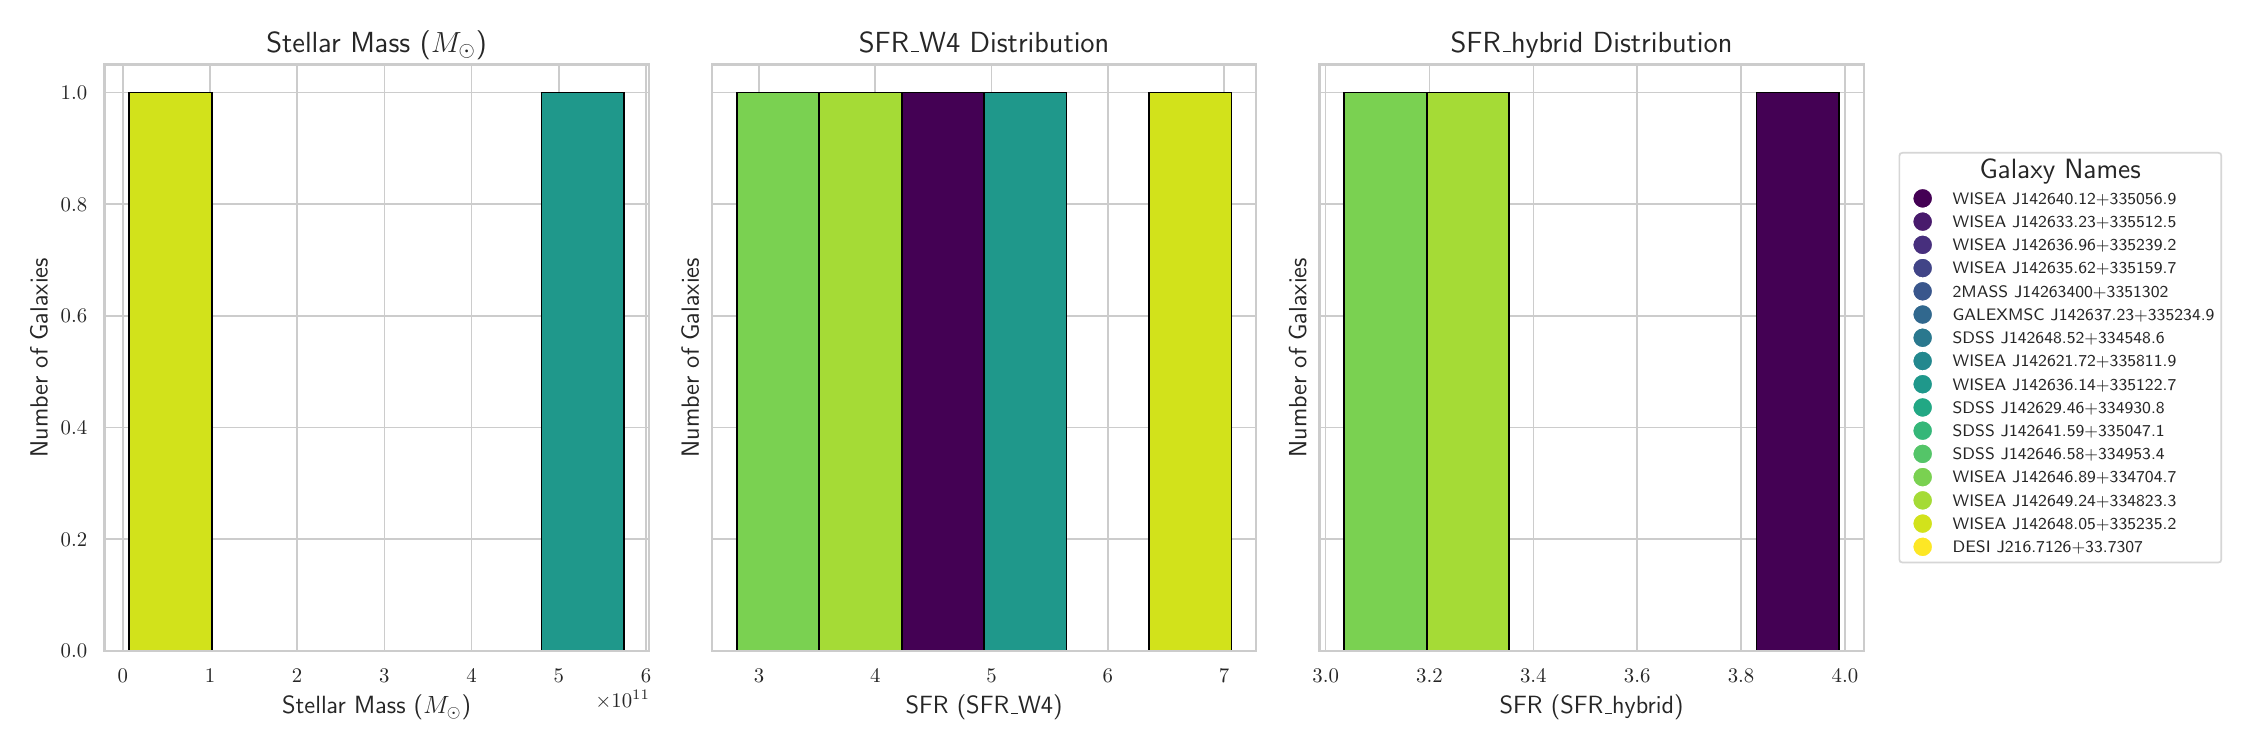 Stellar Mass (M⊙)
1.0
0.8
0.6
0.4
0.2
0.0
Number of Galaxies
0 1 2 3 4 5 6
×10¹¹
Stellar Mass (M⊙)
SFR_W4 Distribution
Number of Galaxies
3 4 5 6 7
SFR (SFR_W4)
SFR_hybrid Distribution
Number of Galaxies
3.0 3.2 3.4 3.6 3.8 4.0
SFR (SFR_hybrid)
Galaxy Names
WISEA J142640.12+335056.9
WISEA J142633.23+335512.5
WISEA J142636.96+335239.2
WISEA J142635.62+335159.7
2MASS J14263400+3351302
GALEXMSC J142637.23+335234.9
SDSS J142648.52+334548.6
WISEA J142621.72+335811.9
WISEA J142636.14+335122.7
SDSS J142629.46+334930.8
SDSS J142641.59+335047.1
SDSS J142646.58+334953.4
WISEA J142646.89+334704.7
WISEA J142649.24+334823.3
WISEA J142648.05+335235.2
DESI J216.7126+33.7307